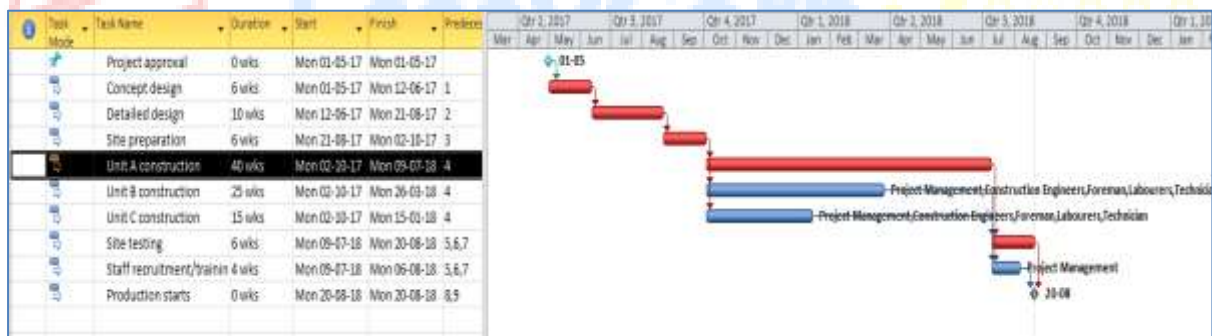 Task Mode Task Name Duration Start Finish Predeces
Qtr 2, 2017 Qtr 3, 2017 Qtr 4, 2017 Qtr 1, 2018 Qtr 2, 2018 Qtr 3, 2018 Qtr 4, 2018 Qtr 1, 20
Mar Apr May Jun Jul Aug Sep Oct Nov Dec Jan Feb Mar Apr May Jun Jul Aug Sep Oct Nov Dec Jan
Project approval 0 wks Mon 01-05-17 Mon 01-05-17 01-05
Concept design 6 wks Mon 01-05-17 Mon 12-06-17 1
Detailed design 10 wks Mon 12-06-17 Mon 21-08-17 2
Site preparation 6 wks Mon 21-08-17 Mon 02-10-17 3
Unit A construction 40 wks Mon 02-10-17 Mon 09-07-18 4
Unit B construction 25 wks Mon 02-10-17 Mon 26-03-18 4 Project Management,Construction Engineers,Foreman,Labourers,Technicia
Unit C construction 15 wks Mon 02-10-17 Mon 15-01-18 4 Project Management,Construction Engineers,Foreman,Labourers,Technician
Site testing 6 wks Mon 09-07-18 Mon 20-08-18 5,6,7
Staff recruitment/trainin 4 wks Mon 09-07-18 Mon 06-08-18 5,6,7 Project Management
Production starts 0 wks Mon 20-08-18 Mon 20-08-18 8,9 20-08